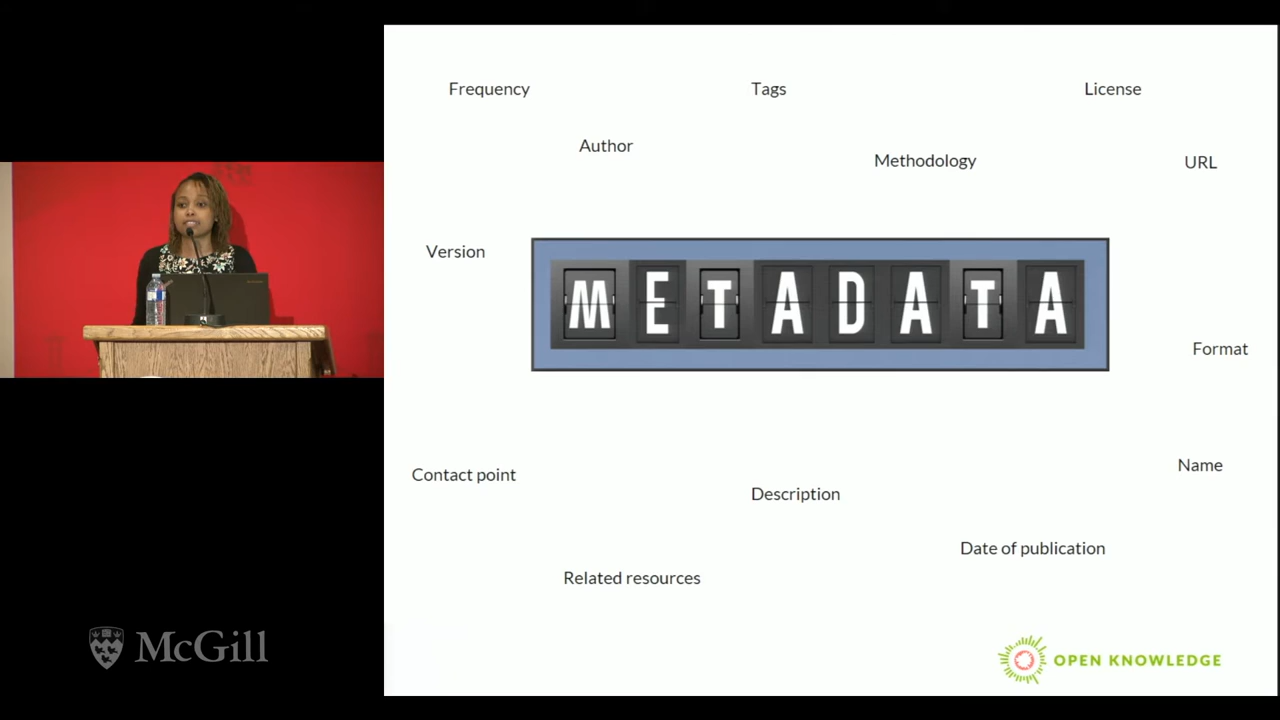 Frequency
Tags
License
Author
Methodology
URL
Version
METADATA
Format
Contact point
Name
Description
Date of publication
Related resources
McGill
OPEN KNOWLEDGE